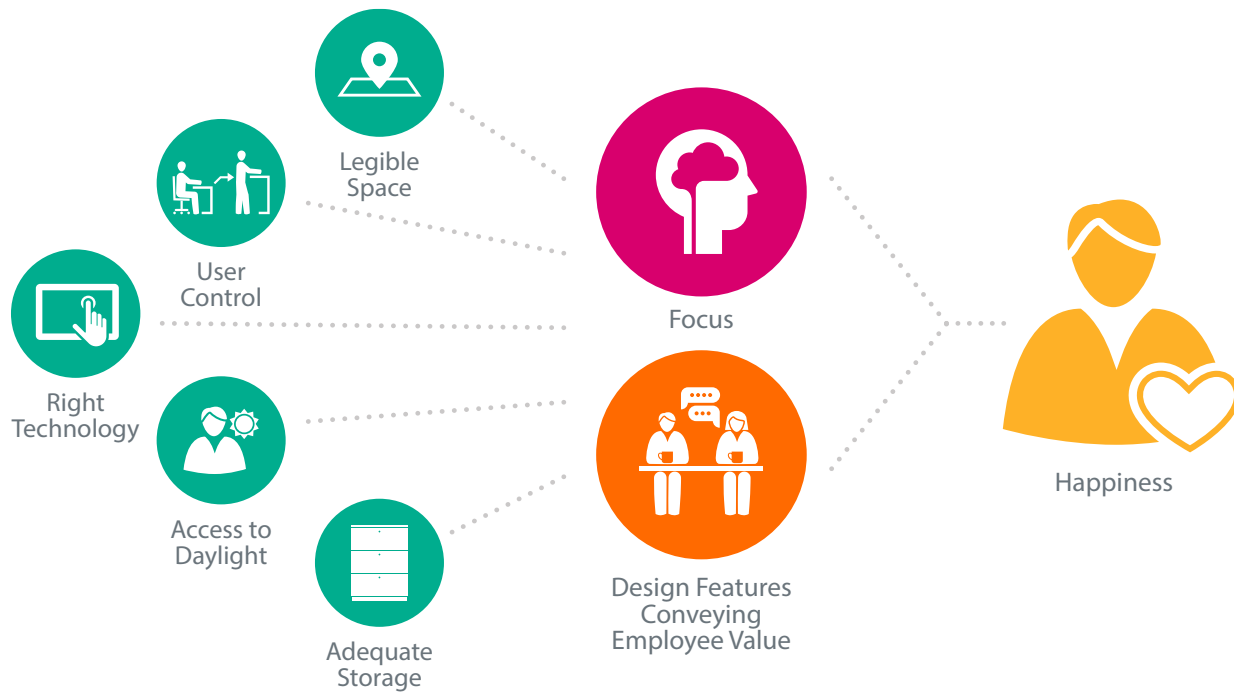 Legible
Space
User
Control
Right
Technology
Access to
Daylight
Adequate
Storage
Focus
Design Features
Conveying
Employee Value
Happiness